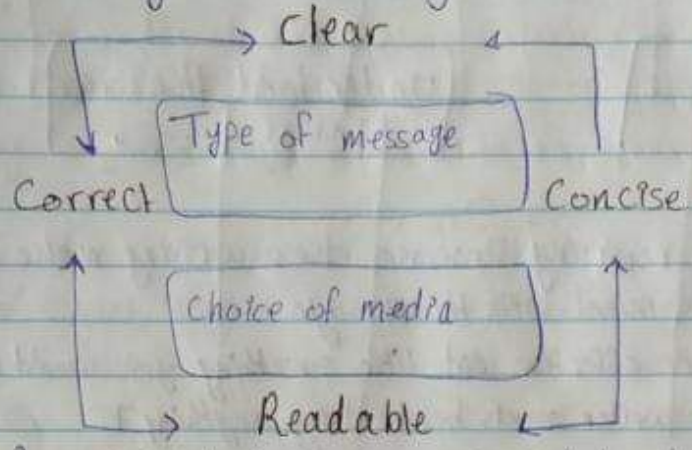 Clear
Type of message
Correct
Concise
Choice of media
Readable